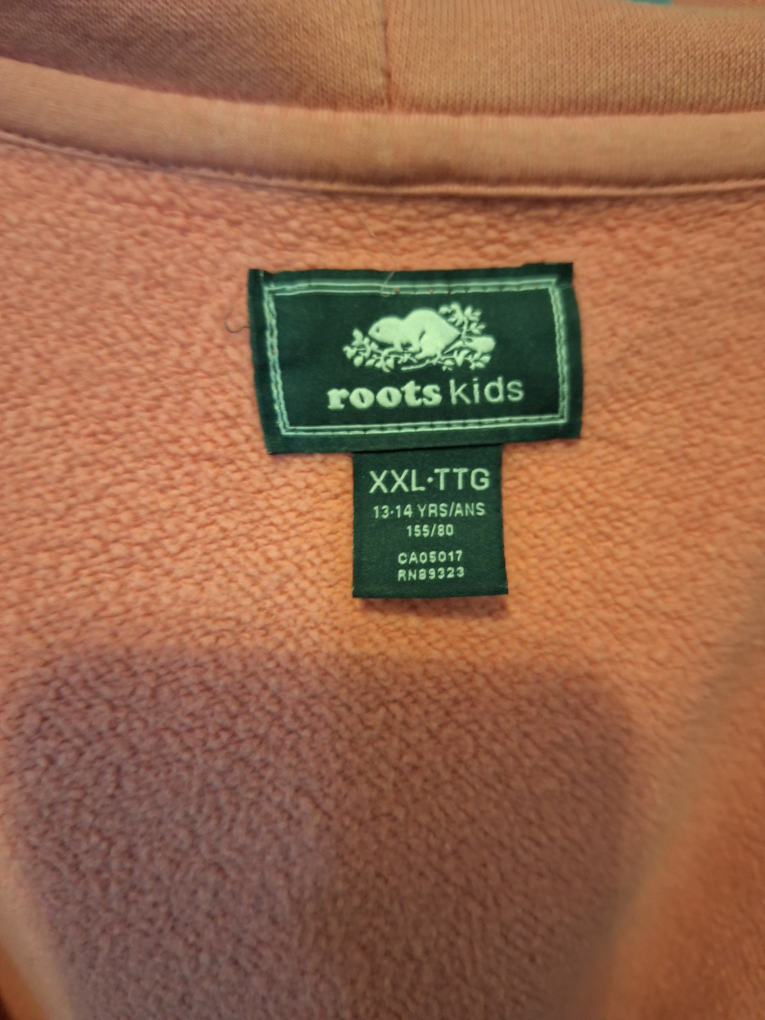 roots kids
XXL·TTG
13-14 YRS/ANS
155/80
CA05017
RN89323